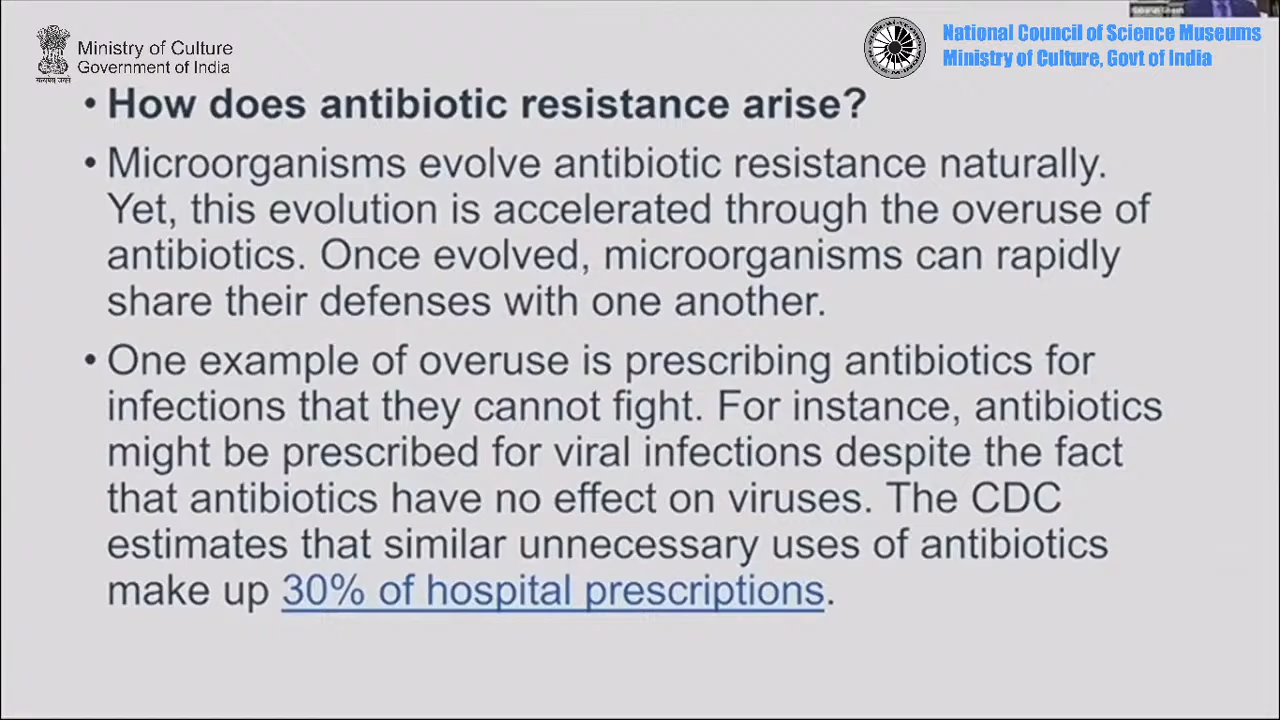 Ministry of Culture
Government of India
सत्यमेव जयते
National Council of Science Museums
Ministry of Culture, Govt of India
• How does antibiotic resistance arise?
• Microorganisms evolve antibiotic resistance naturally.
Yet, this evolution is accelerated through the overuse of
antibiotics. Once evolved, microorganisms can rapidly
share their defenses with one another.
• One example of overuse is prescribing antibiotics for
infections that they cannot fight. For instance, antibiotics
might be prescribed for viral infections despite the fact
that antibiotics have no effect on viruses. The CDC
estimates that similar unnecessary uses of antibiotics
make up 30% of hospital prescriptions.